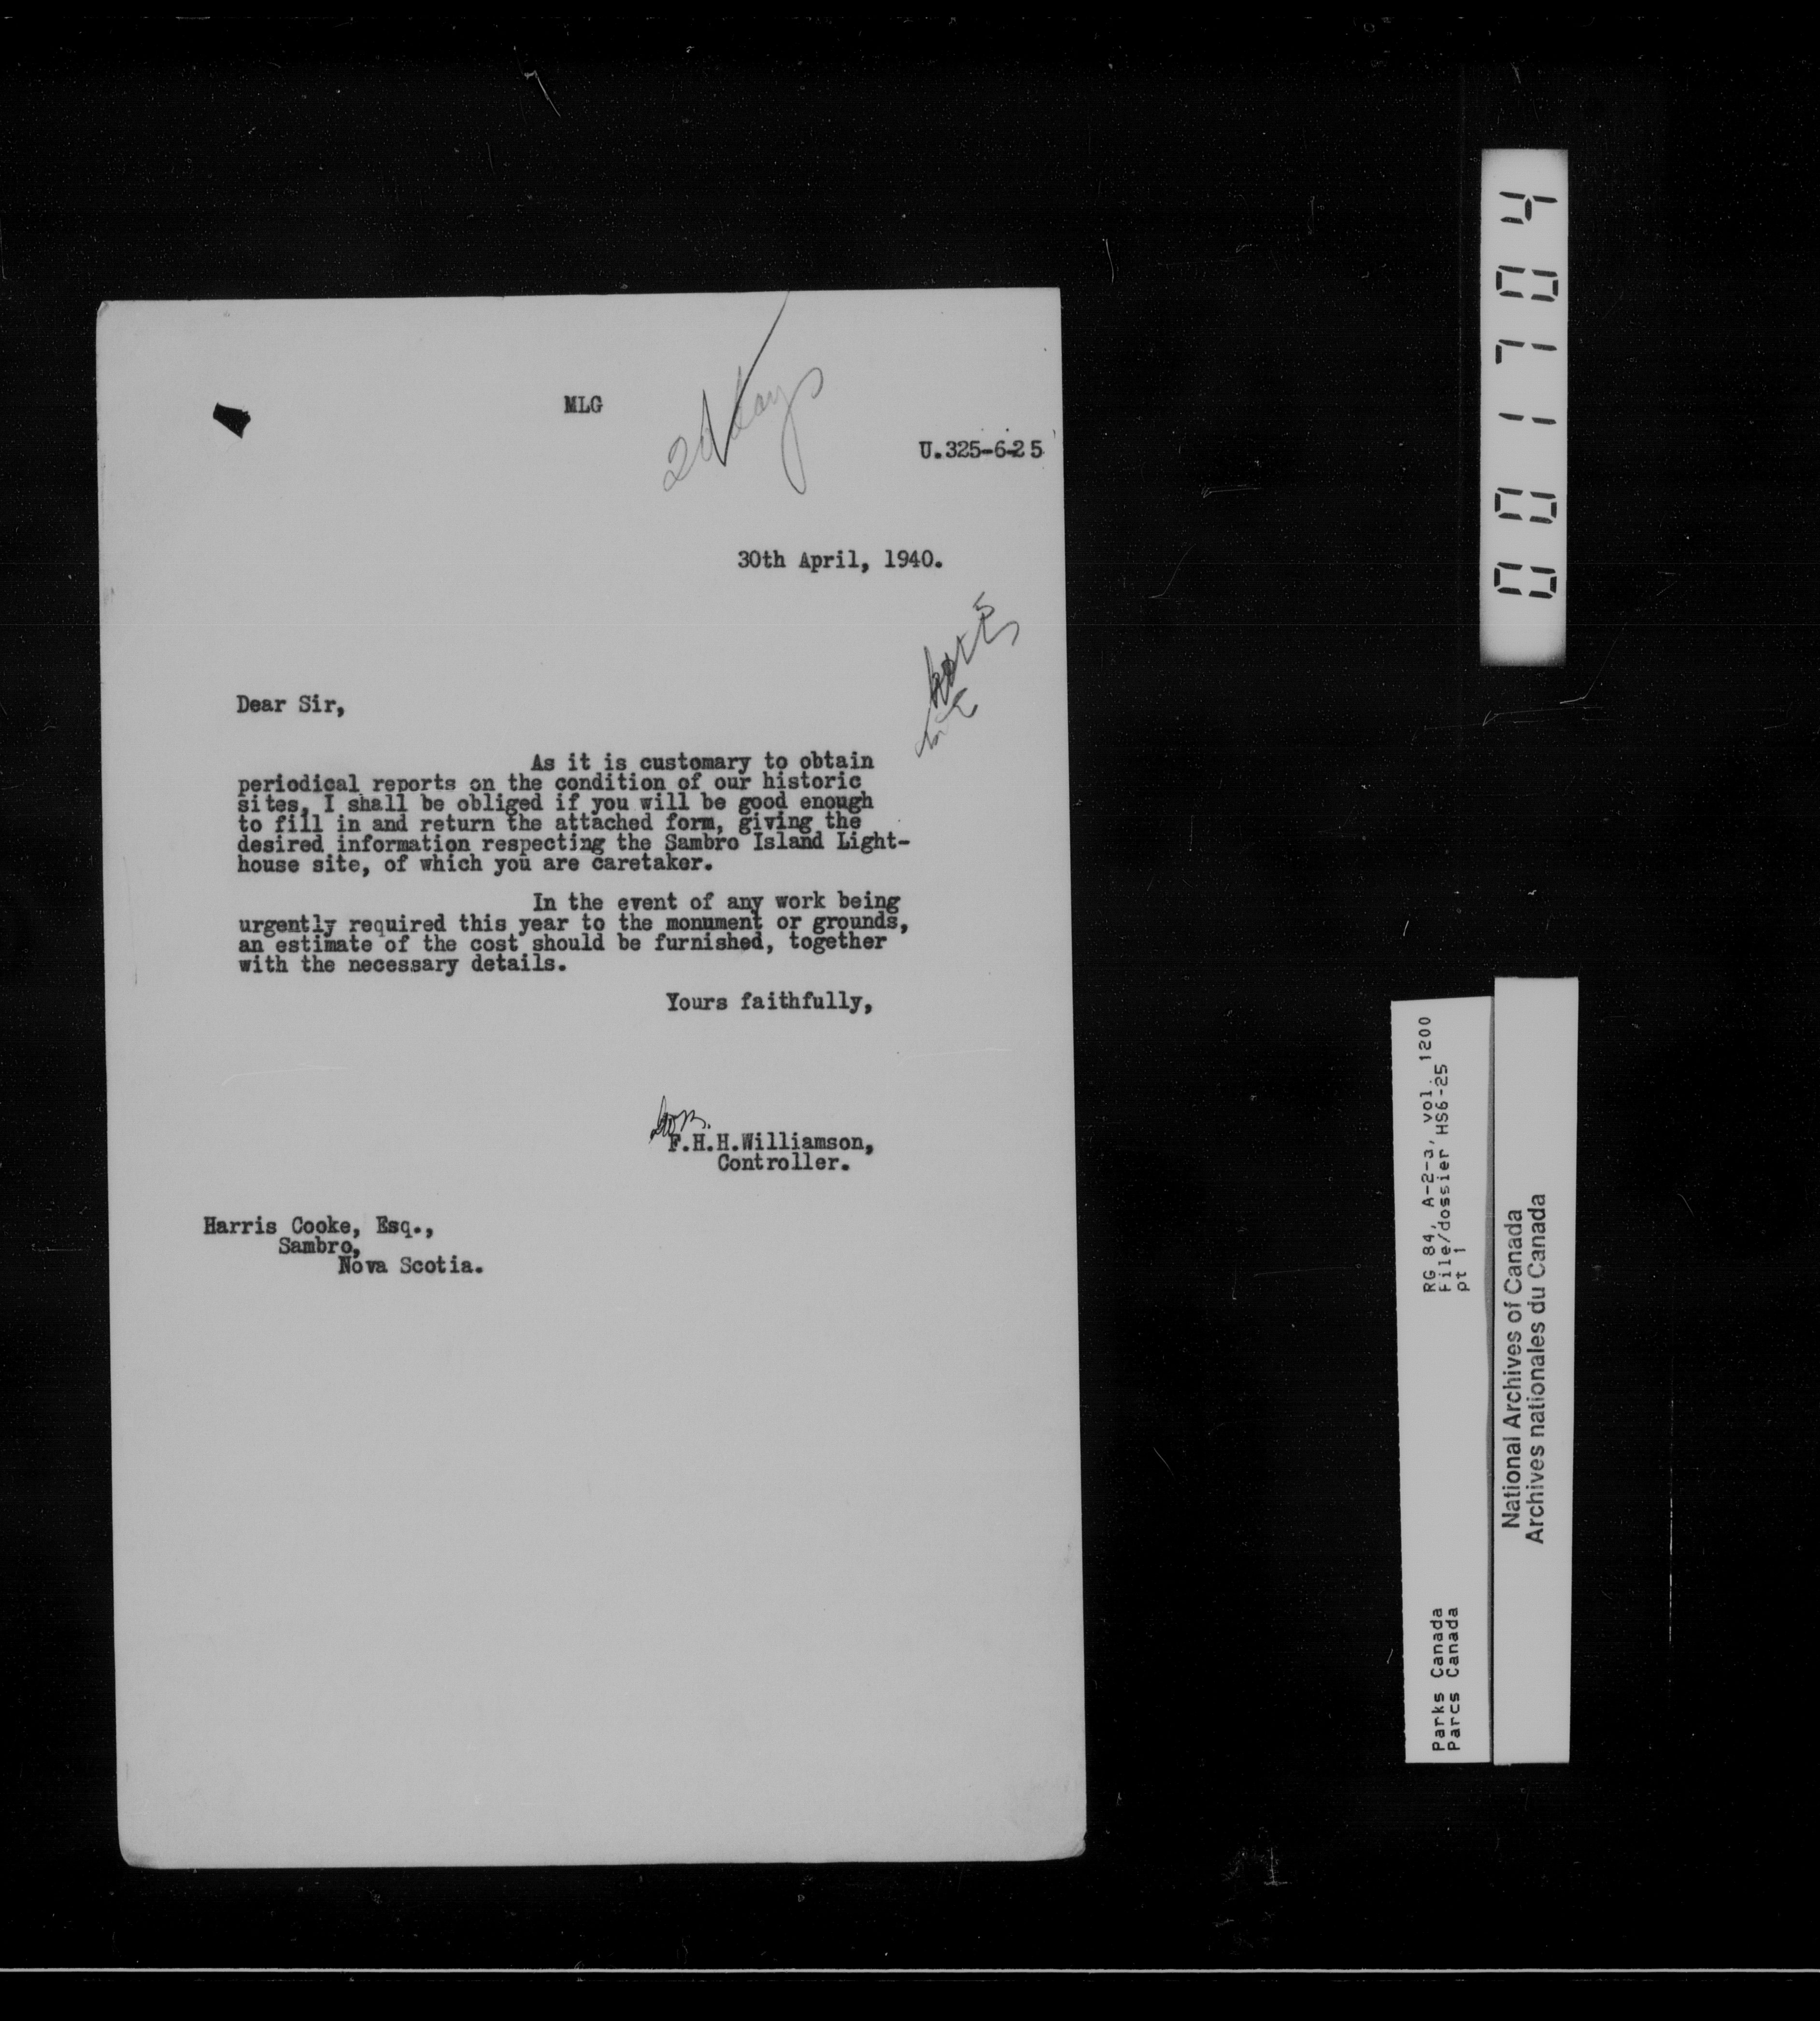 MLG
20 days
U.325-6-25
30th April, 1940.
Dear Sir,
As it is customary to obtain
periodical reports on the condition of our historic
sites, I shall be obliged if you will be good enough
to fill in and return the attached form, giving the
desired information respecting the Sambro Island Light-
house site, of which you are caretaker.
In the event of any work being
urgently required this year to the monument or grounds,
an estimate of the cost should be furnished, together
with the necessary details.
Yours faithfully,
F.H.H.Williamson,
Controller.
Harris Cooke, Esq.,
Sambro,
Nova Scotia.
001704
RG 84, A-2-a, vol. 1200
File/dossier HS6-25
pt 1
Parks Canada
Parcs Canada
National Archives of Canada
Archives nationales du Canada